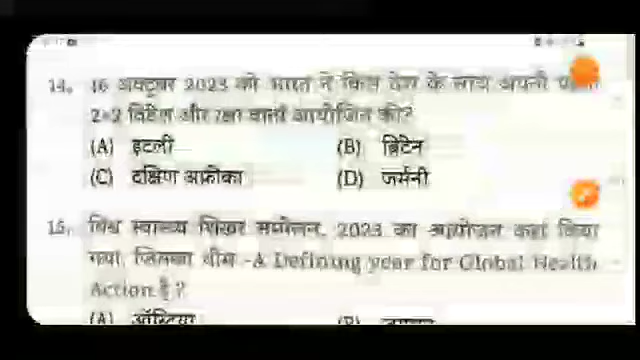 14. 16 अक्टूबर 2023 को भारत ने किस देश के साथ अपनी
2+2 विदेश और रक्षा वार्ता आयोजित की?
(A) इटली (B) ब्रिटेन
(C) दक्षिण अफ्रीका (D) जर्मनी
15. विश्व स्वास्थ्य शिखर सम्मेलन, 2023 का आयोजन कहां किया
गया, जिसका थीम -A Defining year for Global Health
Action है?
(A) ऑस्ट्रिया (B)